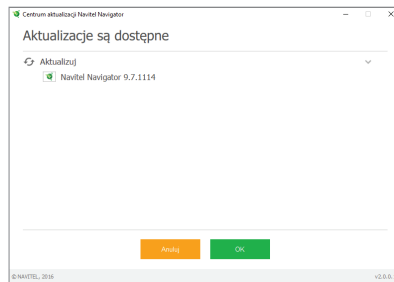 Centrum aktualizacji Navitel Navigator
Aktualizacje są dostępne
Aktualizuj
Navitel Navigator 9.7.1114
Anuluj OK
© NAVITEL, 2016 v2.0.0.